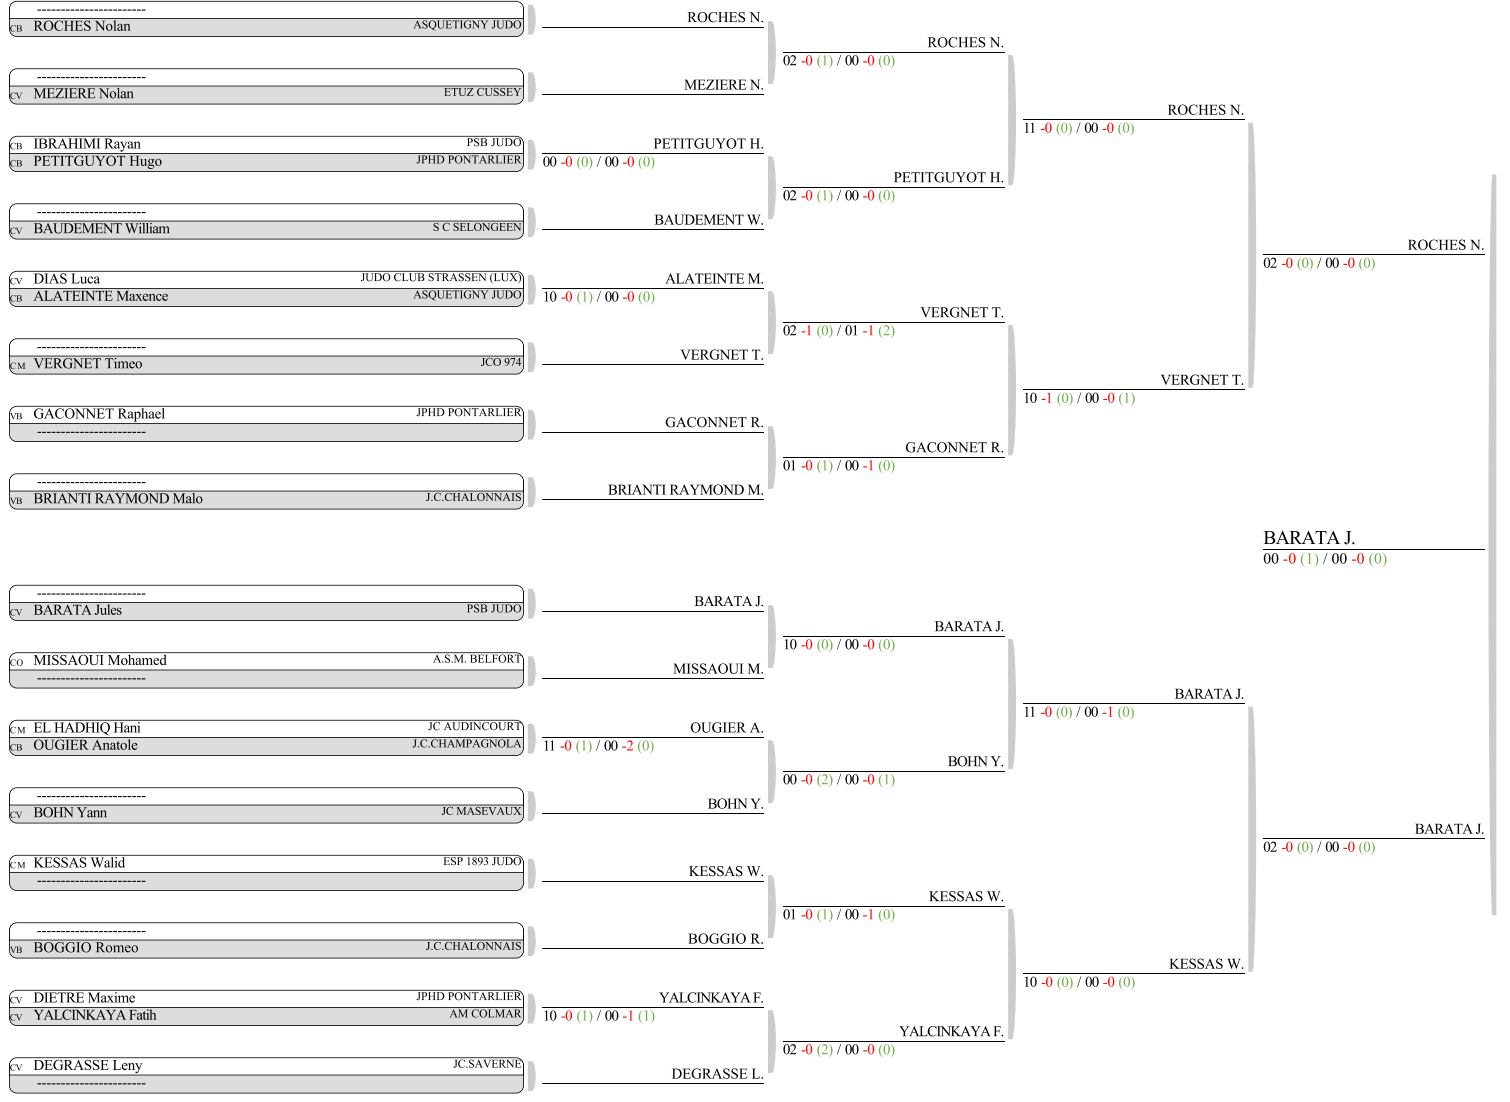 -----------------------
CB ROCHES Nolan ASQUETIGNY JUDO
-----------------------
CV MEZIERE Nolan ETUZ CUSSEY
CB IBRAHIMI Rayan PSB JUDO
CB PETITGUYOT Hugo JPHD PONTARLIER
-----------------------
CV BAUDEMENT William S C SELONGEEN
CV DIAS Luca JUDO CLUB STRASSEN (LUX)
CB ALATEINTE Maxence ASQUETIGNY JUDO
-----------------------
CM VERGNET Timeo JCO 974
VB GACONNET Raphael JPHD PONTARLIER
-----------------------
-----------------------
VB BRIANTI RAYMOND Malo J.C.CHALONNAIS
-----------------------
CV BARATA Jules PSB JUDO
CO MISSAOUI Mohamed A.S.M. BELFORT
-----------------------
CM EL HADHIQ Hani JC AUDINCOURT
CB OUGIER Anatole J.C.CHAMPAGNOLA
-----------------------
CV BOHN Yann JC MASEVAUX
CM KESSAS Walid ESP 1893 JUDO
-----------------------
-----------------------
VB BOGGIO Romeo J.C.CHALONNAIS
CV DIETRE Maxime JPHD PONTARLIER
CV YALCINKAYA Fatih AM COLMAR
CV DEGRASSE Leny JC.SAVERNE
-----------------------
ROCHES N.
MEZIERE N.
PETITGUYOT H.
00 -0 (0) / 00 -0 (0)
BAUDEMENT W.
ALATEINTE M.
10 -0 (1) / 00 -0 (0)
VERGNET T.
GACONNET R.
BRIANTI RAYMOND M.
BARATA J.
MISSAOUI M.
OUGIER A.
11 -0 (1) / 00 -2 (0)
BOHN Y.
KESSAS W.
BOGGIO R.
YALCINKAYA F.
10 -0 (1) / 00 -1 (1)
DEGRASSE L.
ROCHES N.
02 -0 (1) / 00 -0 (0)
PETITGUYOT H.
02 -0 (1) / 00 -0 (0)
VERGNET T.
02 -1 (0) / 01 -1 (2)
GACONNET R.
01 -0 (1) / 00 -1 (0)
BARATA J.
10 -0 (0) / 00 -0 (0)
BOHN Y.
00 -0 (2) / 00 -0 (1)
KESSAS W.
01 -0 (1) / 00 -1 (0)
YALCINKAYA F.
02 -0 (2) / 00 -0 (0)
ROCHES N.
11 -0 (0) / 00 -0 (0)
VERGNET T.
10 -1 (0) / 00 -0 (1)
BARATA J.
11 -0 (0) / 00 -1 (0)
KESSAS W.
10 -0 (0) / 00 -0 (0)
ROCHES N.
02 -0 (0) / 00 -0 (0)
BARATA J.
00 -0 (1) / 00 -0 (0)
BARATA J.
02 -0 (0) / 00 -0 (0)